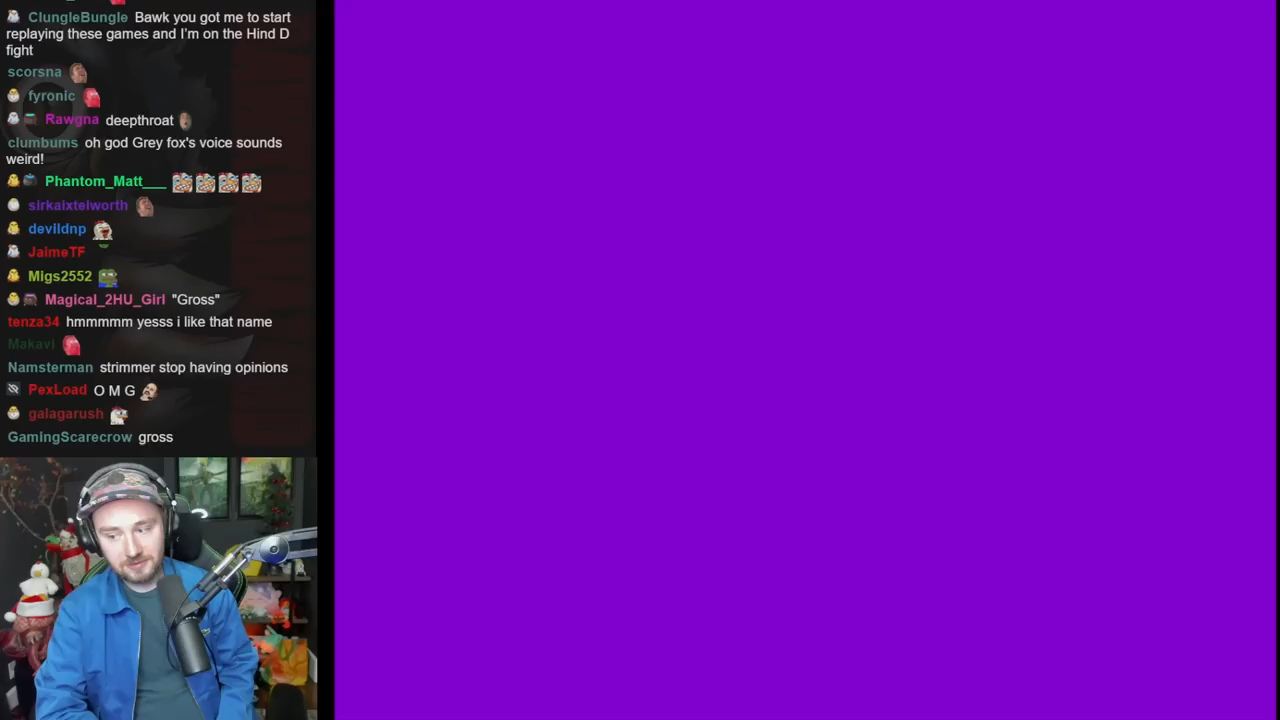 ClungleBungle Bawk you got me to start
replaying these games and I'm on the Hind D
fight
scorsna
fyronic
Rawgna deepthroat
clumbums oh god Grey fox's voice sounds
weird!
Phantom_Matt___
sirkaixtelworth
devildnp
JaimeTF
Migs2552
Magical_2HU_Girl "Gross"
tenza34 hmmmmm yesss i like that name
Makavi
Namsterman strimmer stop having opinions
PexLoad O M G
galagarush
GamingScarecrow gross